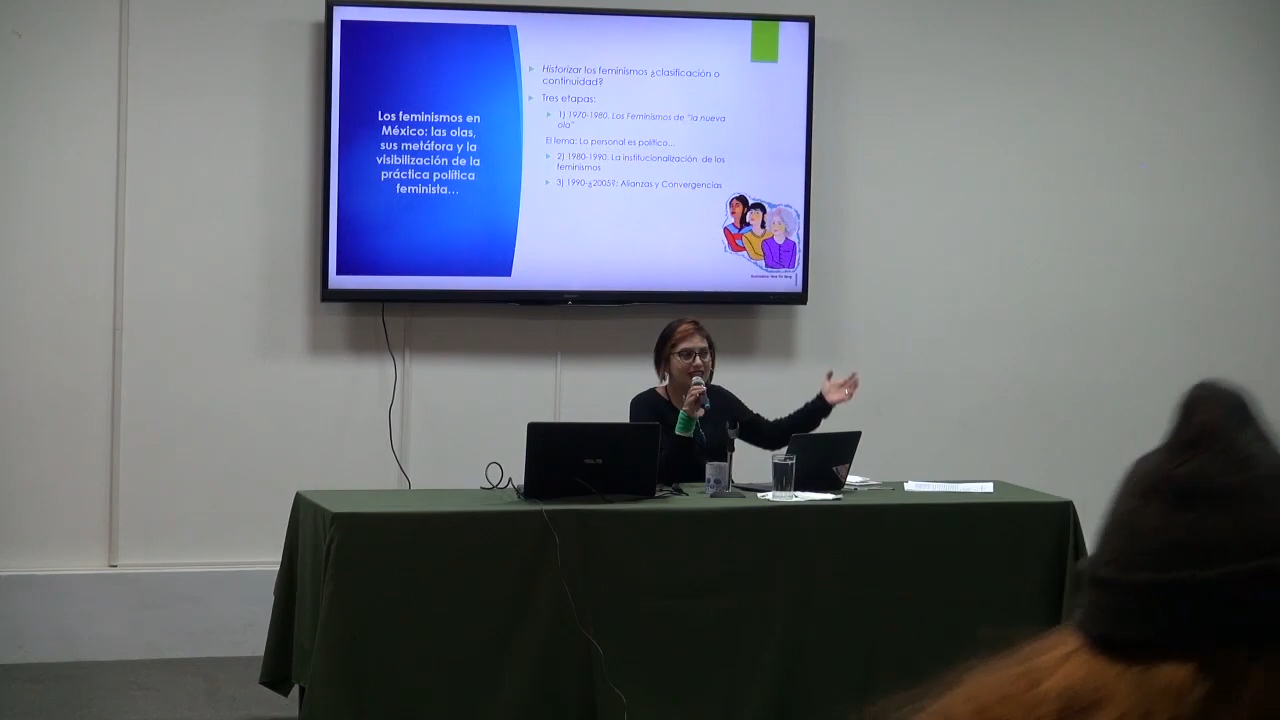 Los feminismos en
México: las olas,
sus metáfora y la
visibilización de la
práctica política
feminista...
Historizar los feminismos ¿clasificación o
continuidad?
Tres etapas:
1) 1970-1980. Los Feminismos de "la nueva
ola"
El lema: Lo personal es político...
2) 1980-1990. La institucionalización de los
feminismos
3) 1990-¿2005?: Alianzas y Convergencias
ASUS